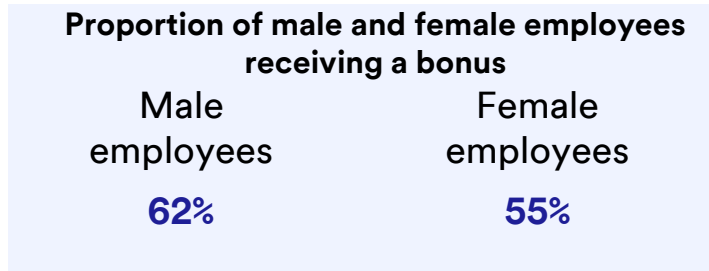 Proportion of male and female employees
receiving a bonus
Male
employees
Female
employees
62%
55%